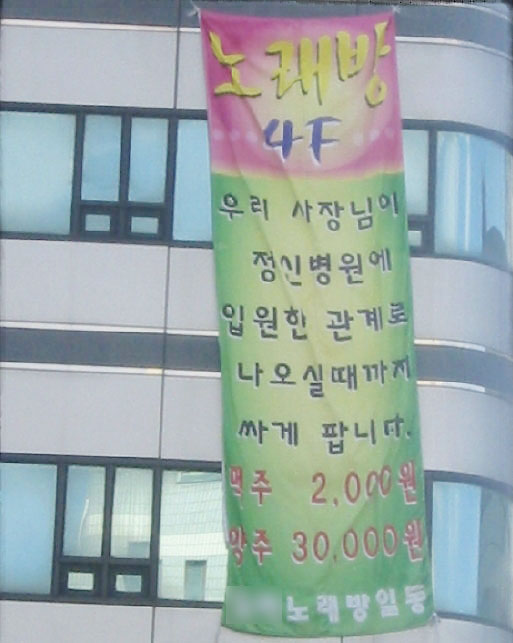 노래방
4F
우리 사장님이
정신병원에
입원한 관계로
나오실때까지
싸게 팝니다.
맥주 2,000원
양주 30,000원
노래방일동